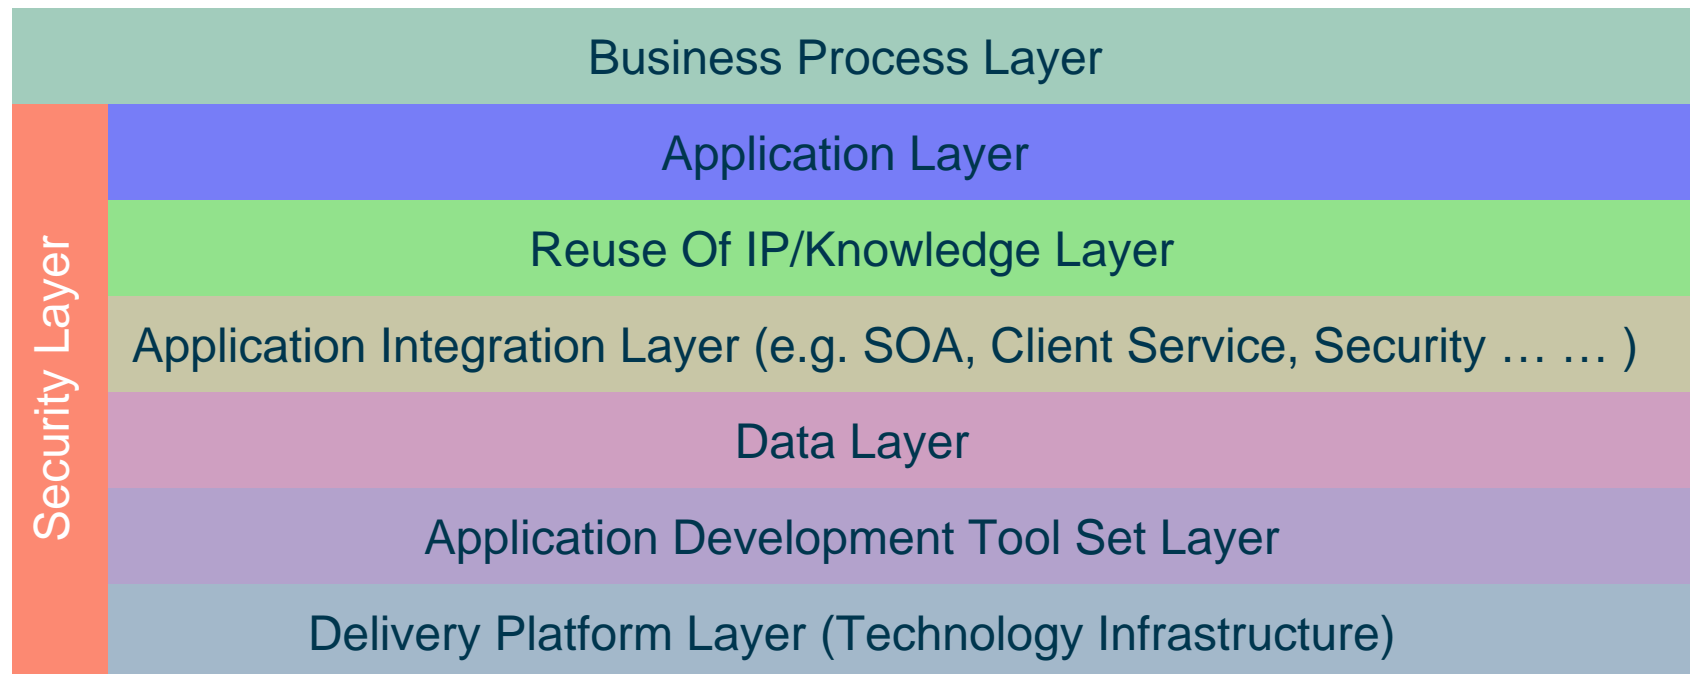 Business Process Layer
Security Layer
Application Layer
Reuse Of IP/Knowledge Layer
Application Integration Layer (e.g. SOA, Client Service, Security … … )
Data Layer
Application Development Tool Set Layer
Delivery Platform Layer (Technology Infrastructure)